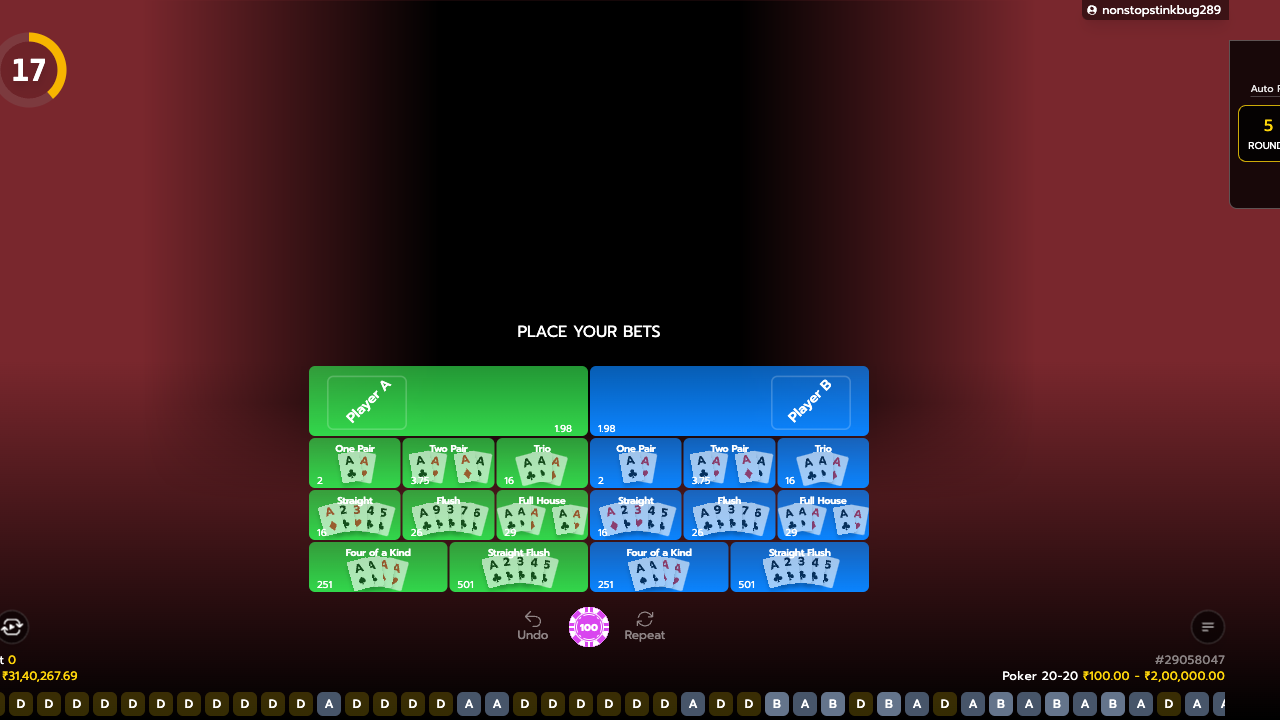 nonstopstinkbug289
17
Auto
5
PLACE YOUR BETS
Player A
1.98
Player B
1.98
One Pair
2
Two Pair
3.75
Trio
16
One Pair
2
Two Pair
3.75
Trio
16
Straight
16
Flush
26
Full House
29
Straight
16
Flush
26
Full House
29
Four of a Kind
251
Straight Flush
501
Four of a Kind
251
Straight Flush
501
Undo
100
Repeat
0
#29058047
₹31,40,267.69
Poker 20-20 ₹100.00 - ₹2,00,000.00
D D D D D D D D D D D A D D D D A A D D D D D D A D D B A B D B A D A B A B A B A D A